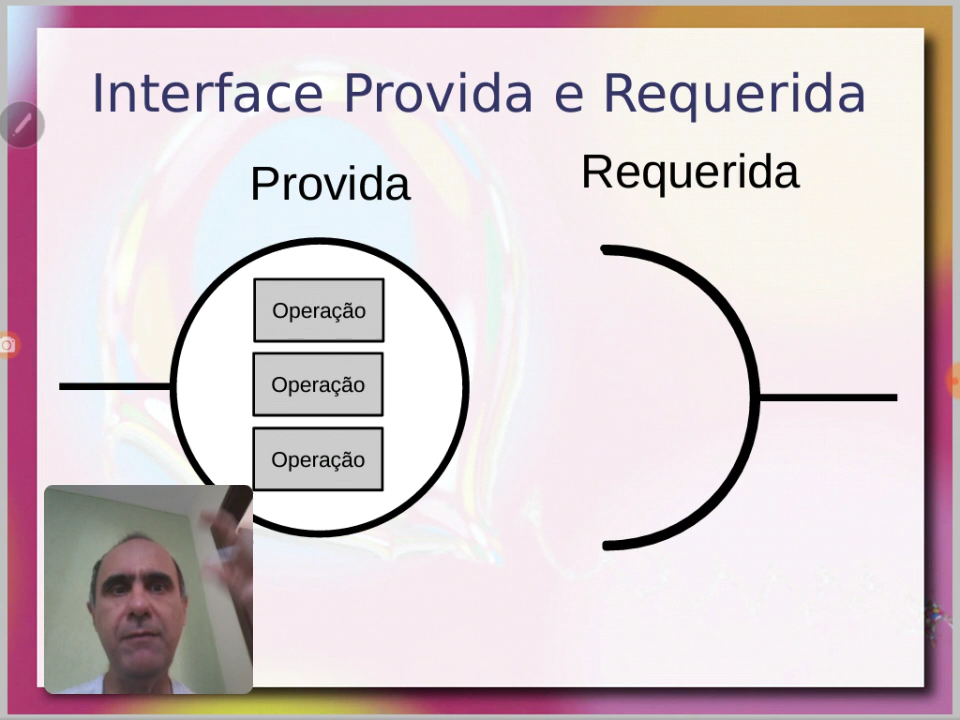 Interface Provida e Requerida
Provida
Requerida
Operação
Operação
Operação